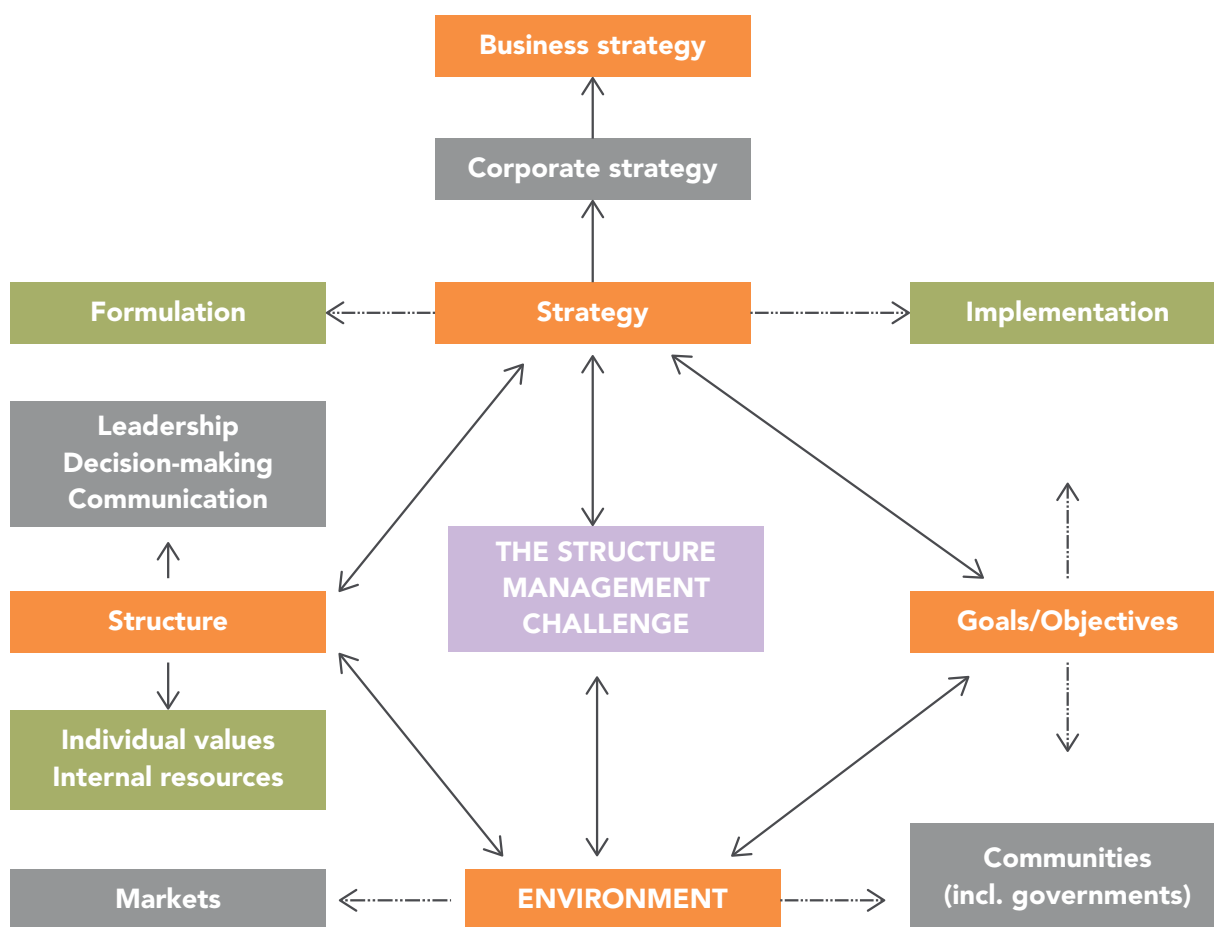 Business strategy
Corporate strategy
Formulation
Strategy
Implementation
Leadership
Decision-making
Communication
THE STRUCTURE
MANAGEMENT
CHALLENGE
Structure
Goals/Objectives
Individual values
Internal resources
Markets
ENVIRONMENT
Communities
(incl. governments)